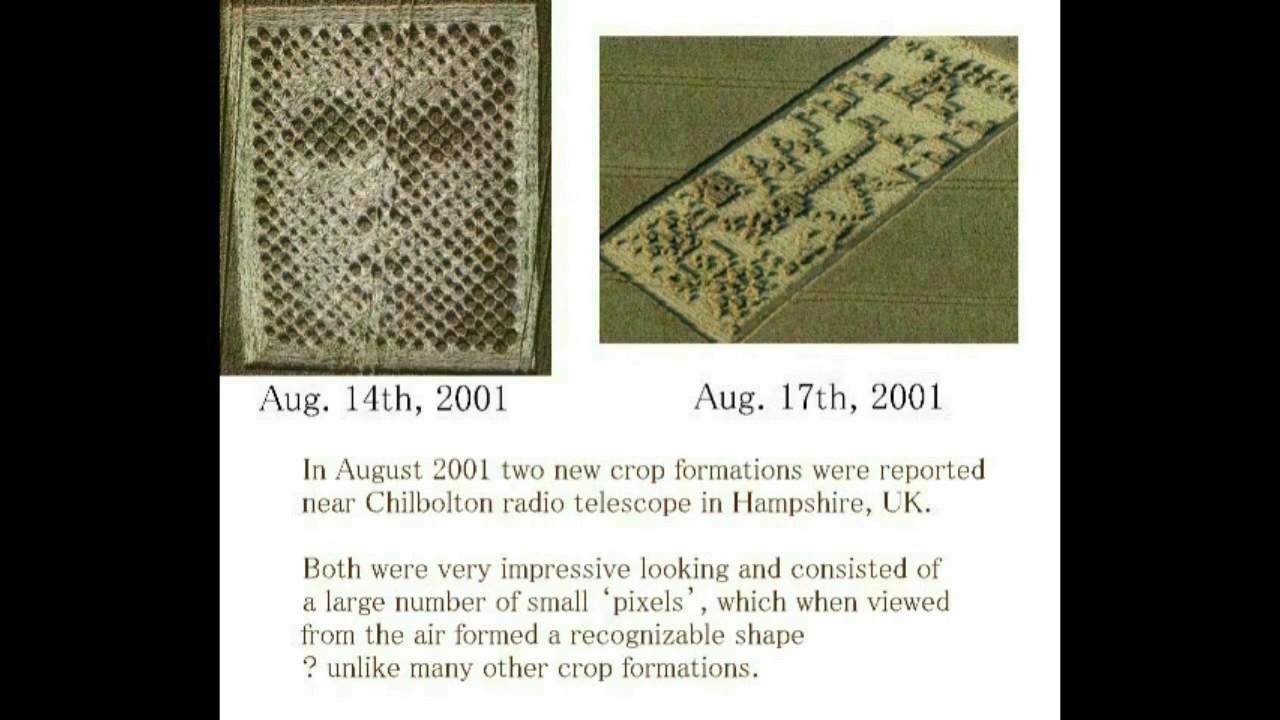 Aug. 14th, 2001
Aug. 17th, 2001
In August 2001 two new crop formations were reported
near Chilbolton radio telescope in Hampshire, UK.
Both were very impressive looking and consisted of
a large number of small ‘pixels’, which when viewed
from the air formed a recognizable shape
? unlike many other crop formations.